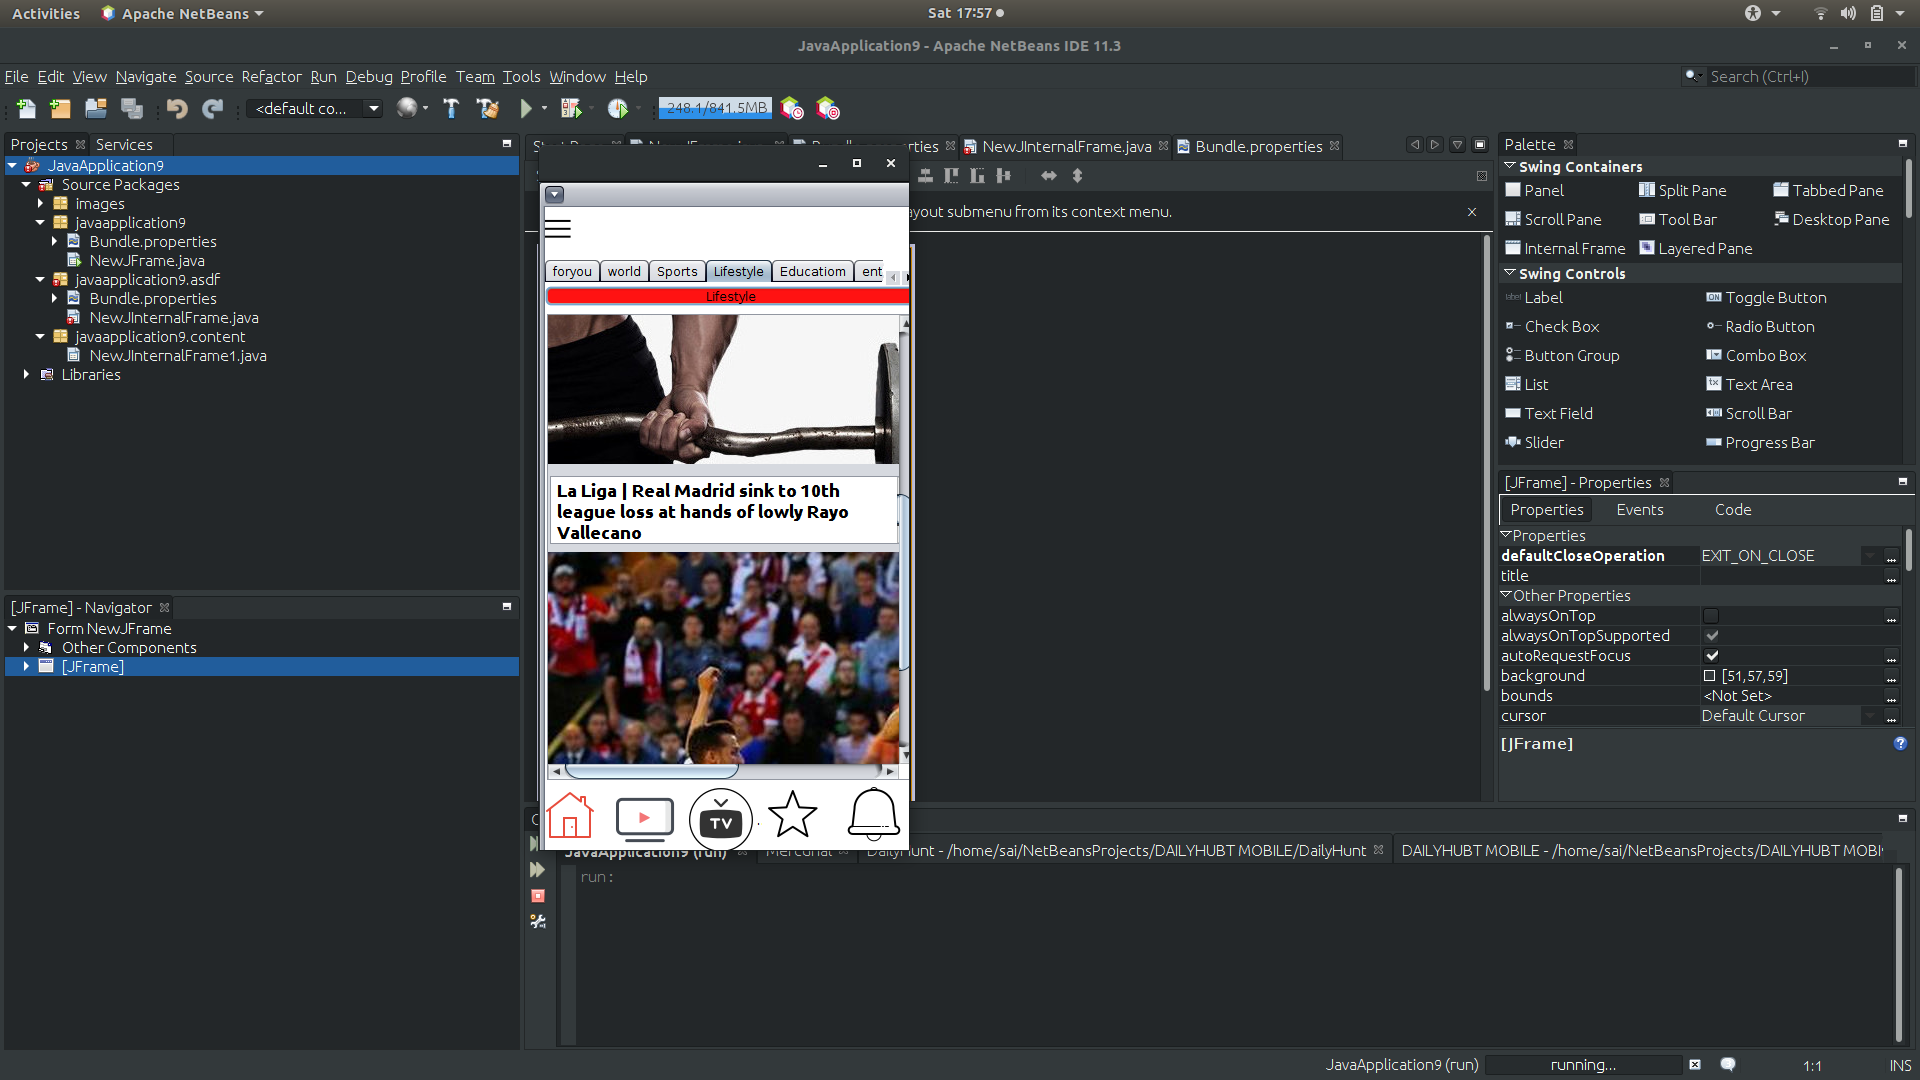 Activities
Apache NetBeans
Sat 17:57
JavaApplication9 - Apache NetBeans IDE 11.3
File Edit View Navigate Source Refactor Run Debug Profile Team Tools Window Help
Search (Ctrl+I)
<default co...
248.1/841.5MB
Projects
Services
JavaApplication9
Source Packages
images
javaapplication9
Bundle.properties
NewJFrame.java
javaapplication9.asdf
Bundle.properties
NewJInternalFrame.java
javaapplication9.content
NewJInternalFrame1.java
Libraries
[JFrame] - Navigator
Form NewJFrame
Other Components
[JFrame]
NewJInternalFrame.java
Bundle.properties
ayout submenu from its context menu.
foryou world Sports Lifestyle Educatiom ent
Lifestyle
La Liga | Real Madrid sink to 10th
league loss at hands of lowly Rayo
Vallecano
TV
JavaApplication9 (run)
DailyHunt - /home/sai/NetBeansProjects/DAILYHUBT MOBILE/DailyHunt
DAILYHUBT MOBILE - /home/sai/NetBeansProjects/DAILYHUBT MOBI
run:
Palette
Swing Containers
Panel Split Pane Tabbed Pane
Scroll Pane Tool Bar Desktop Pane
Internal Frame Layered Pane
Swing Controls
label Label
ON Toggle Button
Check Box Radio Button
Button Group Combo Box
List Text Area
Text Field Scroll Bar
Slider Progress Bar
[JFrame] - Properties
Properties Events Code
Properties
defaultCloseOperation EXIT_ON_CLOSE
title
Other Properties
alwaysOnTop
alwaysOnTopSupported
autoRequestFocus
background [51,57,59]
bounds <Not Set>
cursor Default Cursor
[JFrame]
JavaApplication9 (run)
running...
1:1
INS